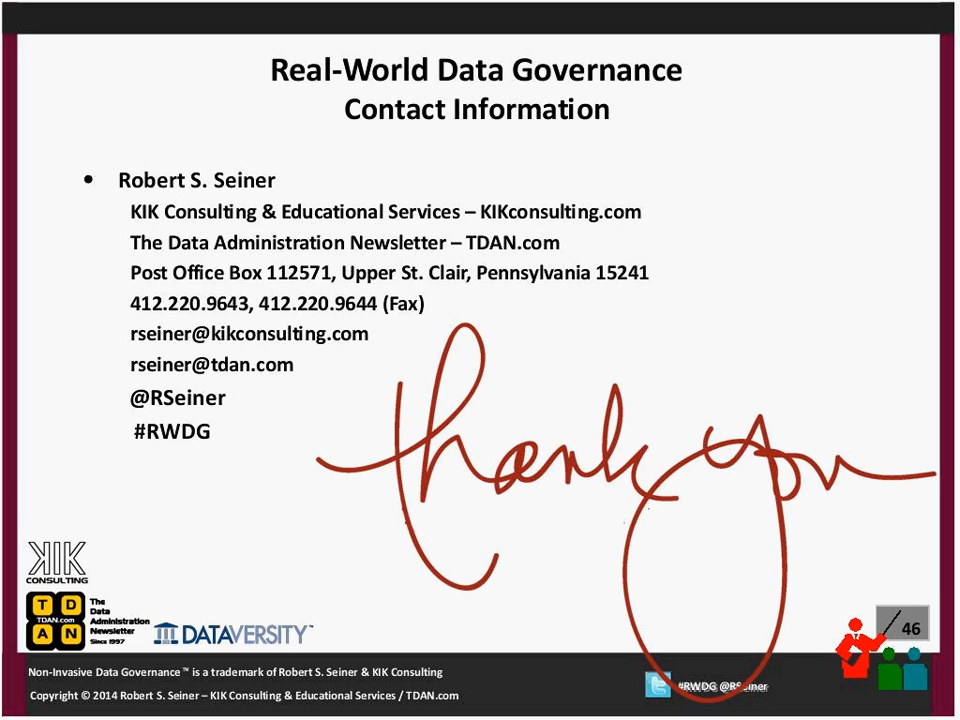 Real-World Data Governance
Contact Information
• Robert S. Seiner
KIK Consulting & Educational Services – KIKconsulting.com
The Data Administration Newsletter – TDAN.com
Post Office Box 112571, Upper St. Clair, Pennsylvania 15241
412.220.9643, 412.220.9644 (Fax)
rseiner@kikconsulting.com
rseiner@tdan.com
@RSeiner
#RWDG
Thank you
KIK
CONSULTING
T D
TDAN.com
A N
The
Data
Administration
Newsletter
Since 1997
DATAVERSITY™
46
Non-Invasive Data Governance™ is a trademark of Robert S. Seiner & KIK Consulting
Copyright © 2014 Robert S. Seiner – KIK Consulting & Educational Services / TDAN.com
#RWDG @RSeiner